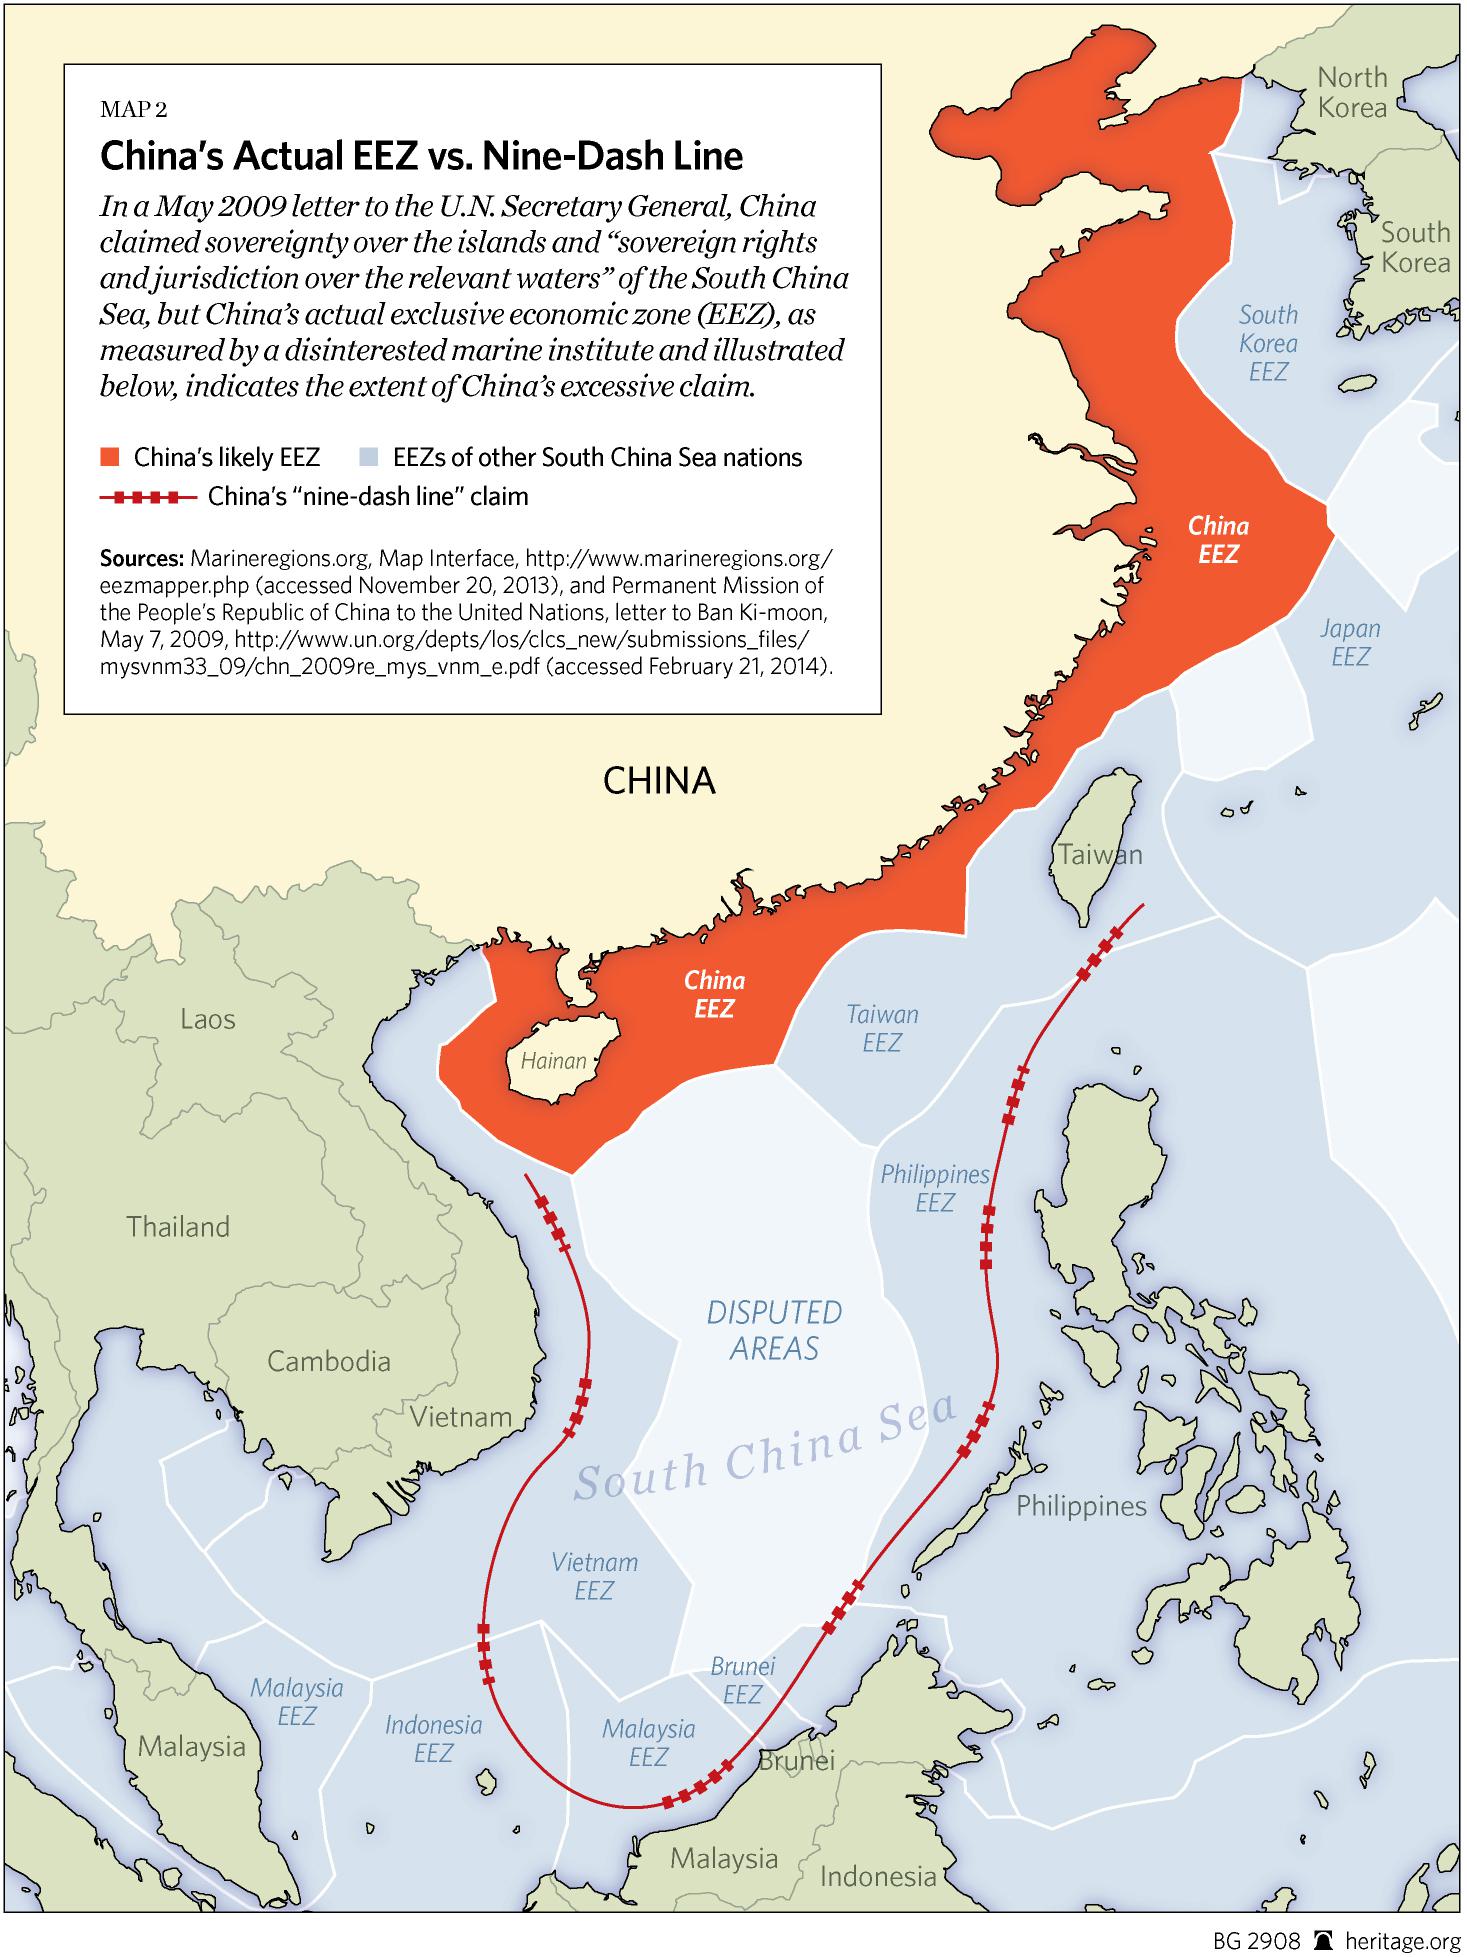 MAP 2
China's Actual EEZ vs. Nine-Dash Line
In a May 2009 letter to the U.N. Secretary General, China
claimed sovereignty over the islands and “sovereign rights
and jurisdiction over the relevant waters” of the South China
Sea, but China’s actual exclusive economic zone (EEZ), as
measured by a disinterested marine institute and illustrated
below, indicates the extent of China’s excessive claim.
China’s likely EEZ
EEZs of other South China Sea nations
China’s “nine-dash line” claim
Sources: Marineregions.org, Map Interface, http://www.marineregions.org/
eezmapper.php (accessed November 20, 2013), and Permanent Mission of
the People’s Republic of China to the United Nations, letter to Ban Ki-moon,
May 7, 2009, http://www.un.org/depts/los/clcs_new/submissions_files/
mysvnm33_09/chn_2009re_mys_vnm_e.pdf (accessed February 21, 2014).
North
Korea
South
Korea
South
Korea
EEZ
China
EEZ
Japan
EEZ
CHINA
Taiwan
China
EEZ
Taiwan
EEZ
Laos
Hainan
Philippines
EEZ
Thailand
DISPUTED
AREAS
Cambodia
Vietnam
South China Sea
Philippines
Vietnam
EEZ
Malaysia
EEZ
Brunei
EEZ
Indonesia
EEZ
Malaysia
EEZ
Malaysia
Brunei
Malaysia
Indonesia
BG 2908
heritage.org